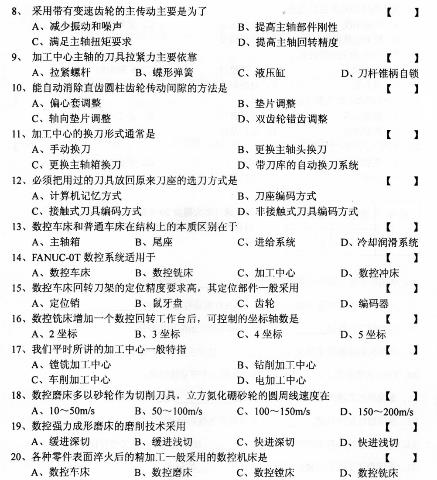 8、采用带有变速齿轮的主传动主要是为了 【 】
A、减少振动和噪声 B、提高主轴部件刚性
C、满足主轴扭矩要求 D、提高主轴回转精度
9、加工中心主轴的刀具拉紧力主要依靠 【 】
A、拉紧螺杆 B、蝶形弹簧 C、液压缸 D、刀杆锥柄自锁
10、能自动消除直齿圆柱齿轮传动间隙的方法是 【 】
A、偏心套调整 B、垫片调整
C、轴向垫片调整 D、双齿轮错齿调整
11、加工中心的换刀形式通常是 【 】
A、手动换刀 B、更换主轴头换刀
C、更换主轴箱换刀 D、带刀库的自动换刀系统
12、必须把用过的刀具放回原来刀座的选刀方式是 【 】
A、计算机记忆方式 B、刀座编码方式
C、接触式刀具编码方式 D、非接触式刀具编码方式
13、数控车床和普通车床在结构上的本质区别在于 【 】
A、主轴箱 B、尾座 C、进给系统 D、冷却润滑系统
14、FANUC-0T 数控系统适用于 【 】
A、数控车床 B、数控铣床 C、加工中心 D、数控冲床
15、数控车床回转刀架的定位精度要求高，其定位部件一般采用 【 】
A、定位销 B、鼠牙盘 C、齿轮 D、编码器
16、数控铣床增加一个数控回转工作台后，可控制的坐标轴数是 【 】
A、2 坐标 B、3 坐标 C、4 坐标 D、5 坐标
17、我们平时所讲的加工中心一般特指 【 】
A、镗铣加工中心 B、钻削加工中心
C、车削加工中心 D、电加工中心
18、数控磨床多以砂轮作为切削刀具，立方氮化硼砂轮的圆周线速度在 【 】
A、10～50m/s B、50～100m/s C、100～150m/s D、150～200m/s
19、数控强力成形磨床的磨削技术采用 【 】
A、缓进深切 B、缓进浅切 C、快进深切 D、快进浅切
20、各种零件表面淬火后的精加工一般采用的数控机床是 【 】
A、数控车床 B、数控磨床 C、数控镗床 D、数控铣床